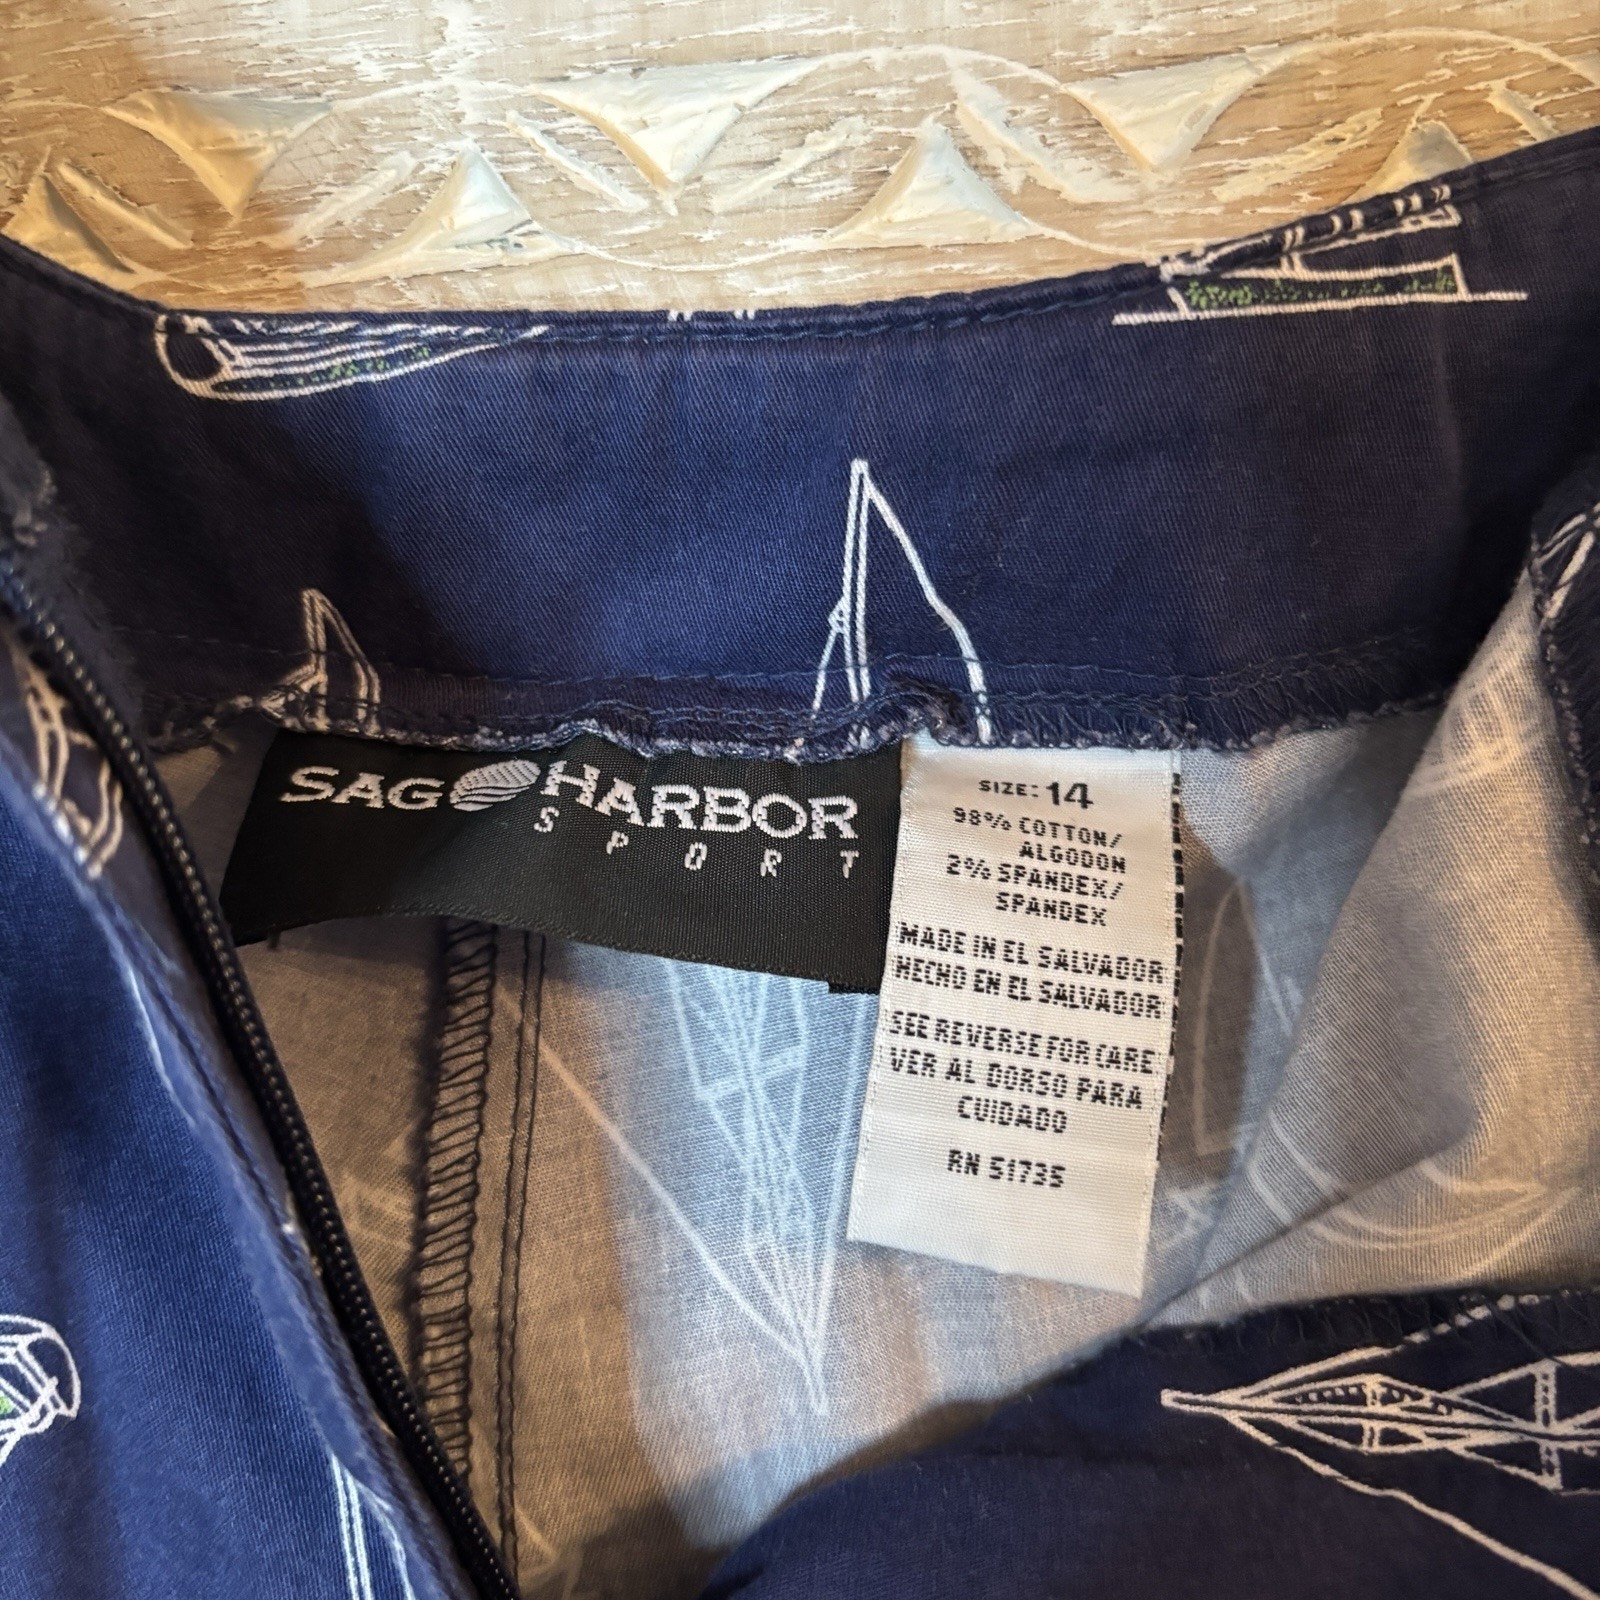 SAG HARBOR
SPORT
SIZE: 14
98% COTTON/
ALGODON
2% SPANDEX/
SPANDEX
MADE IN EL SALVADOR
HECHO EN EL SALVADOR
SEE REVERSE FOR CARE
VER AL DORSO PARA
CUIDADO
RN 51735